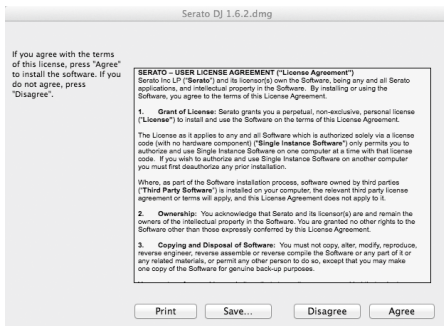 Serato DJ 1.6.2.dmg
If you agree with the terms
of this license, press "Agree"
to install the software. If you
do not agree, press
"Disagree".
SERATO – USER LICENSE AGREEMENT ("License Agreement")
Serato Inc LP ("Serato") and its licensor(s) own the Software, being any and all Serato
applications, and intellectual property in the Software. By installing or using the
Software, you agree to the terms of this License Agreement.
1. Grant of License: Serato grants you a perpetual, non-exclusive, personal license
("License") to install and use the Software on the terms of this License Agreement.
The License as it applies to any and all Software which is authorized solely via a license
code (with no hardware component) ("Single Instance Software") only permits you to
authorize and use Single Instance Software on one computer at a time with that license
code. If you wish to authorize and use Single Instance Software on another computer
you must first deauthorize any prior installation.
Where, as part of the Software installation process, software owned by third parties
("Third Party Software") is installed on your computer, the relevant third party license
agreement or terms will apply, and this License Agreement does not apply to it.
2. Ownership: You acknowledge that Serato and its licensor(s) are and remain the
owners of the intellectual property in the Software. You are granted no other rights to the
Software other than those expressly conferred by this License Agreement.
3. Copying and Disposal of Software: You must not copy, alter, modify, reproduce,
reverse engineer, reverse assemble or reverse compile the Software or any part of it or
any related materials, or permit any other person to do so, except that you may make
one copy of the Software for genuine back-up purposes.
Print Save... Disagree Agree